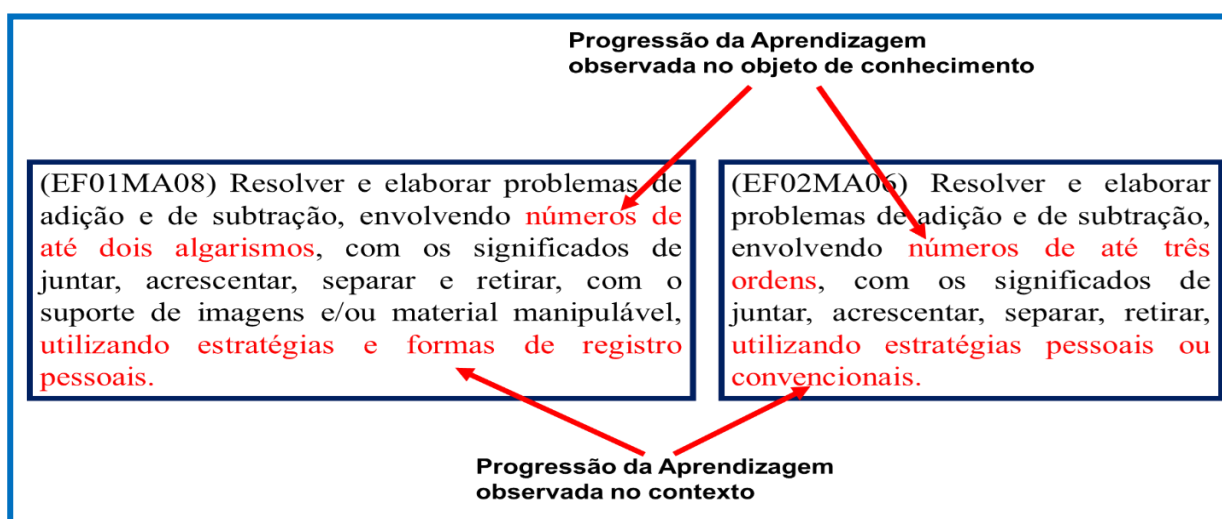 Progressão da Aprendizagem
observada no objeto de conhecimento
(EF01MA08) Resolver e elaborar problemas de
adição e de subtração, envolvendo números de
até dois algarismos, com os significados de
juntar, acrescentar, separar e retirar, com o
suporte de imagens e/ou material manipulável,
utilizando estratégias e formas de registro
pessoais.
(EF02MA06) Resolver e elaborar
problemas de adição e de subtração,
envolvendo números de até três
ordens, com os significados de
juntar, acrescentar, separar, retirar,
utilizando estratégias pessoais ou
convencionais.
Progressão da Aprendizagem
observada no contexto